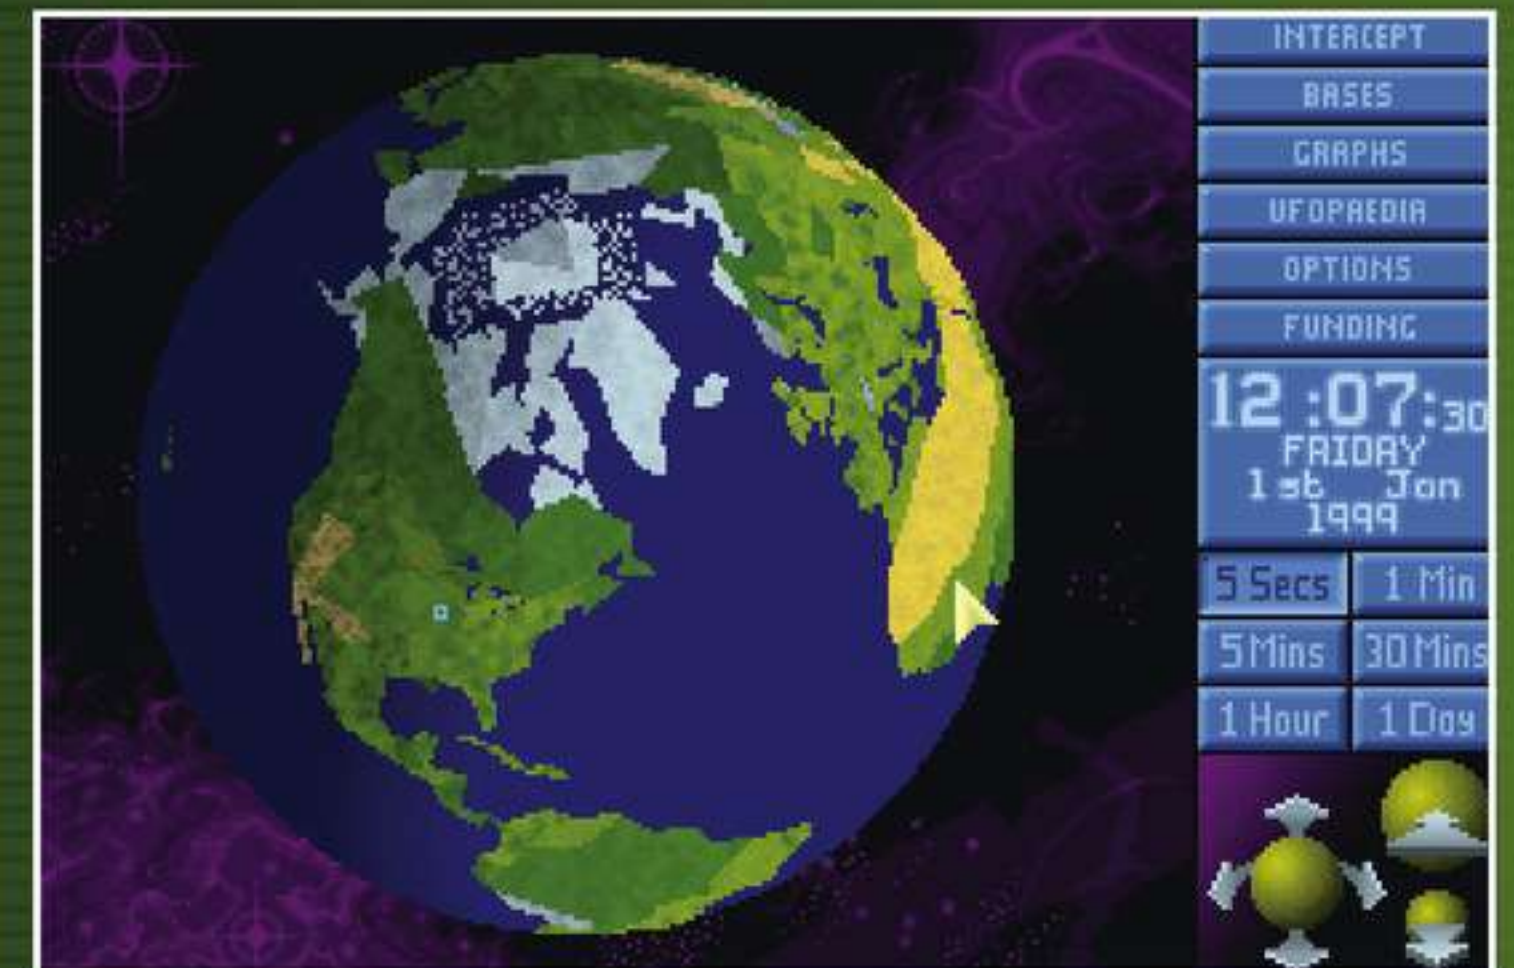 INTERCEPT
BASES
GRAPHS
UFOPAEDIA
OPTIONS
FUNDING
12:07:30
FRIDAY
1st Jan
1999
5 Secs 1 Min
5 Mins 30 Mins
1 Hour 1 Day